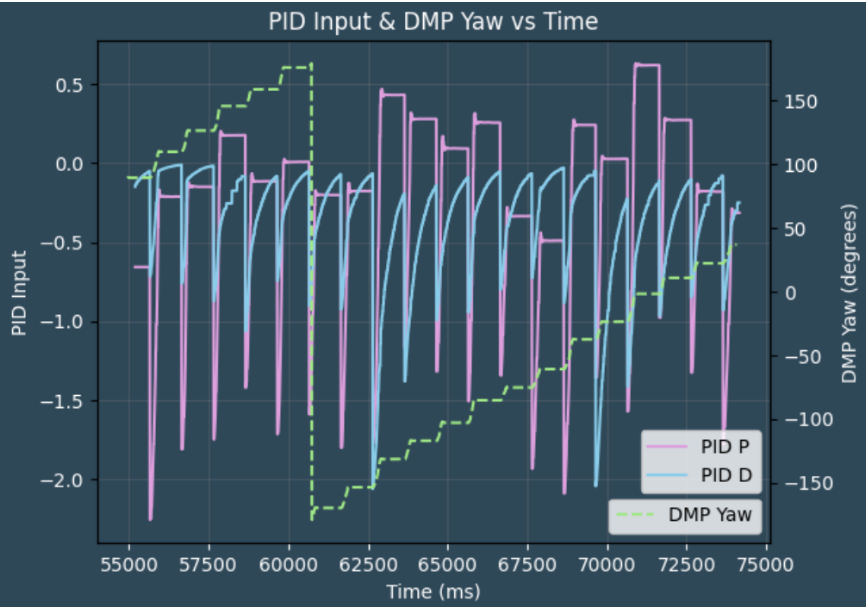 PID Input & DMP Yaw vs Time
0.5
0.0
−0.5
−1.0
−1.5
−2.0
PID Input
150
100
50
0
−50
−100
−150
DMP Yaw (degrees)
PID P
PID D
DMP Yaw
55000 57500 60000 62500 65000 67500 70000 72500 75000
Time (ms)